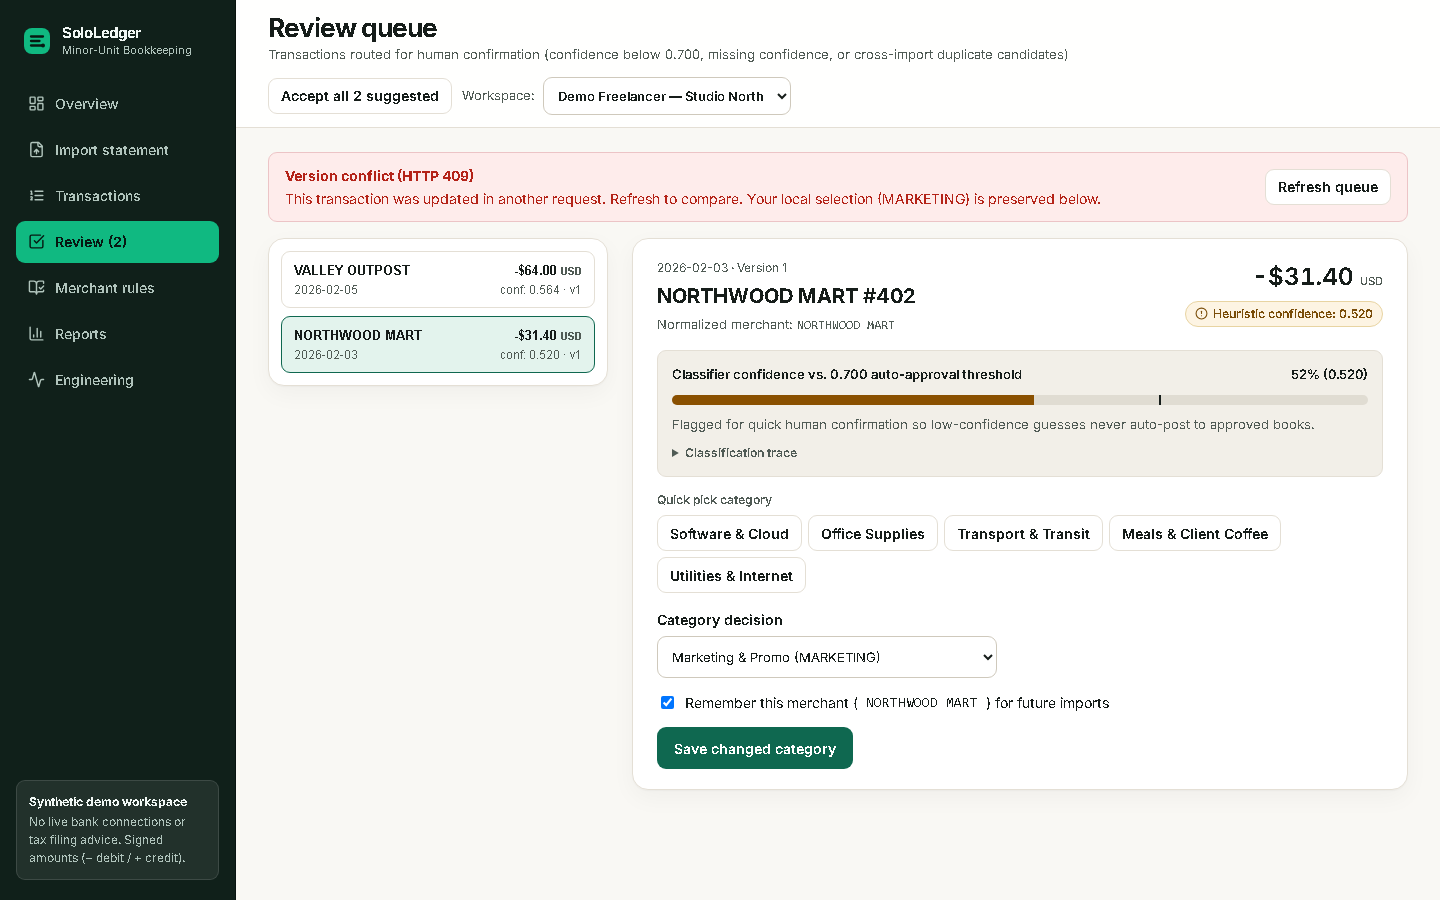 SoloLedger
Minor-Unit Bookkeeping
Overview
Import statement
Transactions
Review (2)
Merchant rules
Reports
Engineering
Synthetic demo workspace
No live bank connections or
tax filing advice. Signed
amounts (− debit / + credit).
Review queue
Transactions routed for human confirmation (confidence below 0.700, missing confidence, or cross-import duplicate candidates)
Accept all 2 suggested
Workspace:
Demo Freelancer — Studio North
Version conflict (HTTP 409)
This transaction was updated in another request. Refresh to compare. Your local selection (MARKETING) is preserved below.
Refresh queue
VALLEY OUTPOST
-$64.00 USD
2026-02-05
conf: 0.564 · v1
NORTHWOOD MART
-$31.40 USD
2026-02-03
conf: 0.520 · v1
2026-02-03 · Version 1
NORTHWOOD MART #402
Normalized merchant: NORTHWOOD MART
-$31.40 USD
Heuristic confidence: 0.520
Classifier confidence vs. 0.700 auto-approval threshold
52% (0.520)
Flagged for quick human confirmation so low-confidence guesses never auto-post to approved books.
Classification trace
Quick pick category
Software & Cloud
Office Supplies
Transport & Transit
Meals & Client Coffee
Utilities & Internet
Category decision
Marketing & Promo (MARKETING)
Remember this merchant ( NORTHWOOD MART ) for future imports
Save changed category